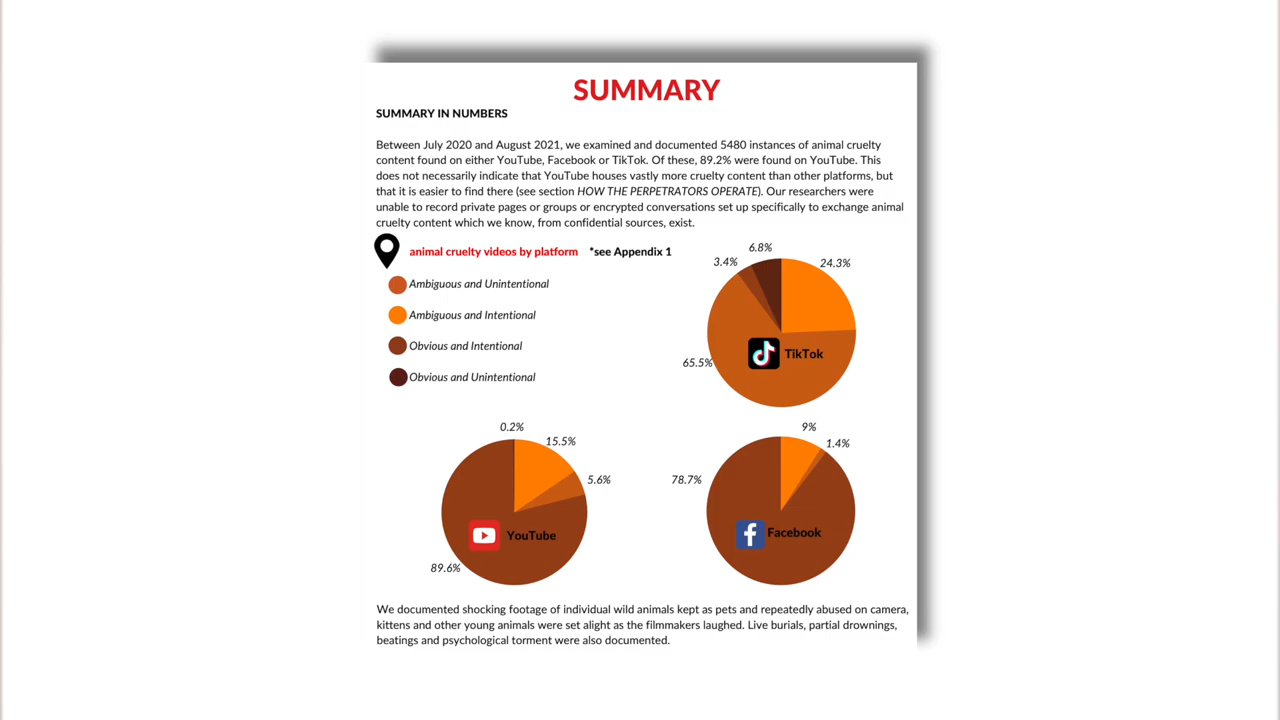 SUMMARY
SUMMARY IN NUMBERS
Between July 2020 and August 2021, we examined and documented 5480 instances of animal cruelty
content found on either YouTube, Facebook or TikTok. Of these, 89.2% were found on YouTube. This
does not necessarily indicate that YouTube houses vastly more cruelty content than other platforms, but
that it is easier to find there (see section HOW THE PERPETRATORS OPERATE). Our researchers were
unable to record private pages or groups or encrypted conversations set up specifically to exchange animal
cruelty content which we know, from confidential sources, exist.
animal cruelty videos by platform *see Appendix 1
Ambiguous and Unintentional
Ambiguous and Intentional
Obvious and Intentional
Obvious and Unintentional
6.8%
3.4%
24.3%
65.5%
TikTok
0.2%
15.5%
5.6%
YouTube
89.6%
9%
1.4%
78.7%
Facebook
We documented shocking footage of individual wild animals kept as pets and repeatedly abused on camera,
kittens and other young animals were set alight as the filmmakers laughed. Live burials, partial drownings,
beatings and psychological torment were also documented.